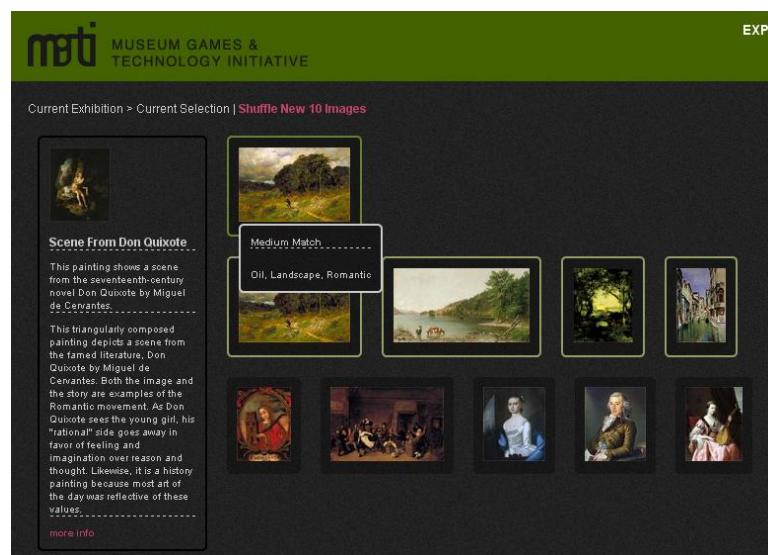 mgti
MUSEUM GAMES &
TECHNOLOGY INITIATIVE
EXP
Current Exhibition > Current Selection | Shuffle New 10 Images
Scene From Don Quixote
This painting shows a scene
from the seventeenth-century
novel Don Quixote by Miguel
de Cervantes.
This triangularly composed
painting depicts a scene from
the famed literature, Don
Quixote by Miguel de
Cervantes. Both the image and
the story are examples of the
Romantic movement. As Don
Quixote sees the young girl, his
"rational" side goes away in
favor of feeling and
imagination over reason and
thought. Likewise, it is a history
painting because most art of
the day was reflective of these
values.
more info
Medium Match
Oil, Landscape, Romantic